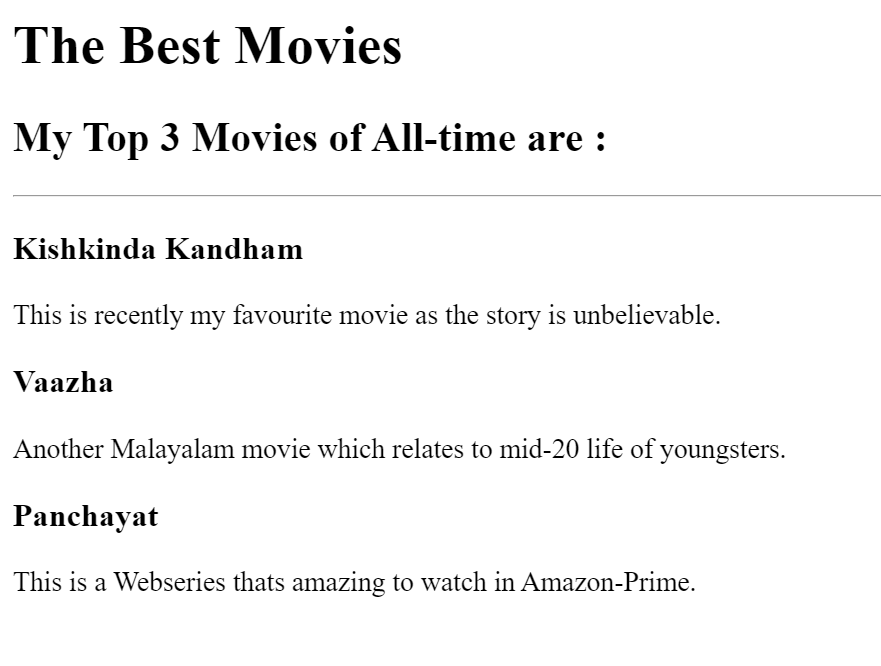 The Best Movies
My Top 3 Movies of All-time are :
Kishkinda Kandham
This is recently my favourite movie as the story is unbelievable.
Vaazha
Another Malayalam movie which relates to mid-20 life of youngsters.
Panchayat
This is a Webseries thats amazing to watch in Amazon-Prime.